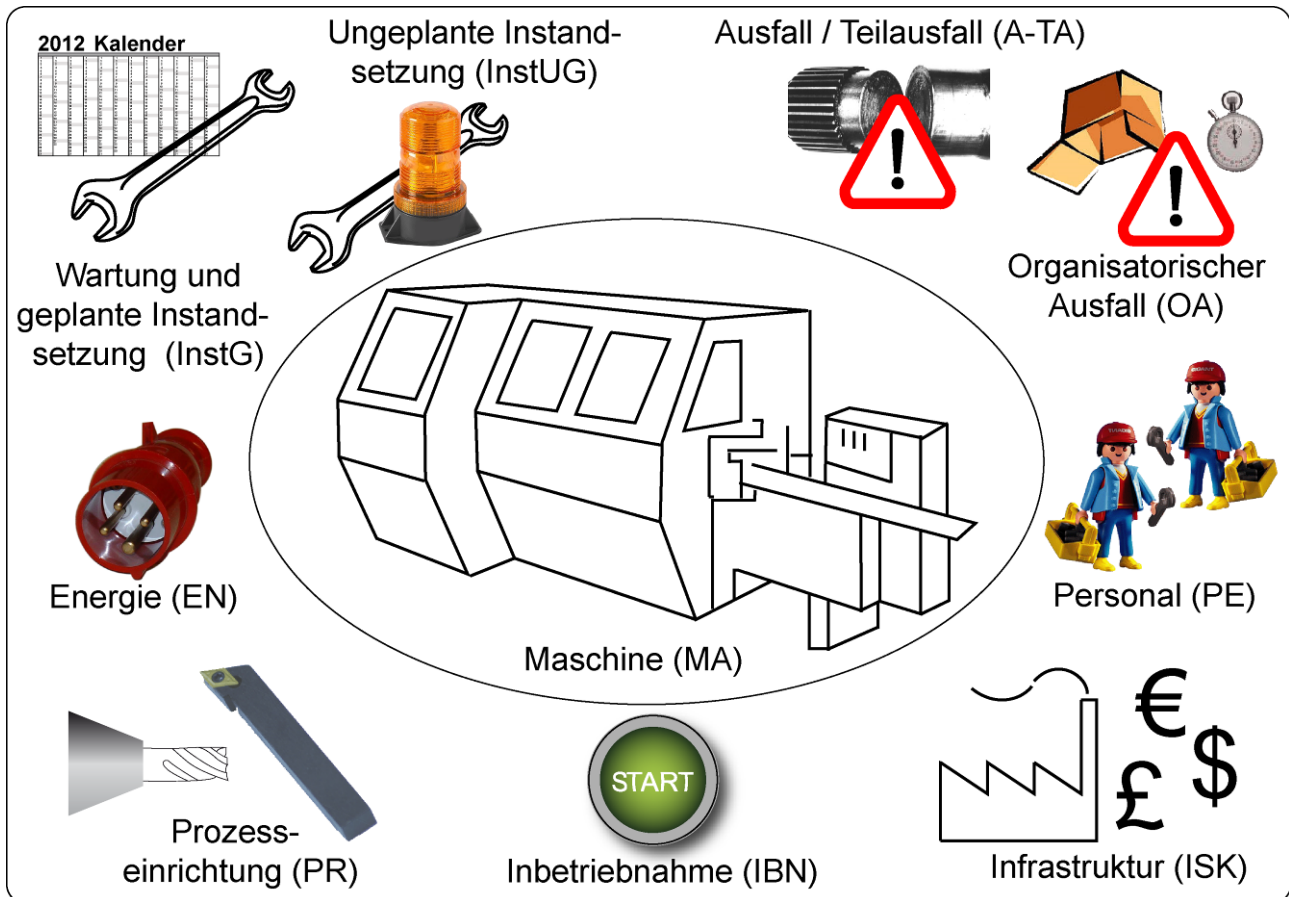 2012 Kalender
Ungeplante Instand-
setzung (InstUG)
Ausfall / Teilausfall (A-TA)
Wartung und
geplante Instand-
setzung (InstG)
Organisatorischer
Ausfall (OA)
Energie (EN)
Maschine (MA)
Personal (PE)
Prozess-
einrichtung (PR)
START
Inbetriebnahme (IBN)
€
$
£
Infrastruktur (ISK)